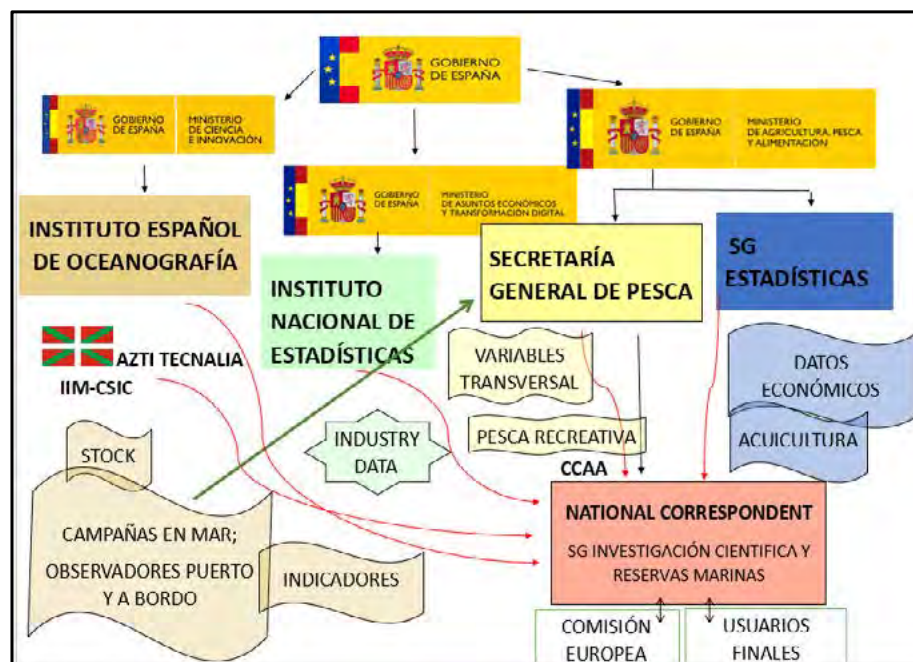 GOBIERNO
DE ESPAÑA
GOBIERNO
DE ESPAÑA
MINISTERIO
DE CIENCIA
E INNOVACIÓN
GOBIERNO
DE ESPAÑA
MINISTERIO
DE AGRICULTURA, PESCA
Y ALIMENTACIÓN
GOBIERNO
DE ESPAÑA
MINISTERIO
DE ASUNTOS ECONÓMICOS
Y TRANSFORMACIÓN DIGITAL
INSTITUTO ESPAÑOL
DE OCEANOGRAFÍA
INSTITUTO
NACIONAL DE
ESTADÍSTICAS
SECRETARÍA
GENERAL DE PESCA
SG
ESTADÍSTICAS
AZTI TECNALIA
IIM-CSIC
VARIABLES
TRANSVERSAL
DATOS
ECONÓMICOS
ACUICULTURA
PESCA RECREATIVA
CCAA
INDUSTRY
DATA
STOCK
CAMPAÑAS EN MAR;
OBSERVADORES PUERTO
Y A BORDO
INDICADORES
NATIONAL CORRESPONDENT
SG INVESTIGACIÓN CIENTIFICA Y
RESERVAS MARINAS
COMISIÓN
EUROPEA
USUARIOS
FINALES